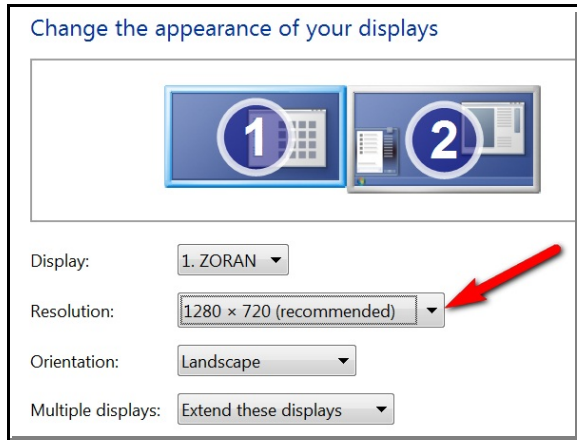 Change the appearance of your displays
1
2
Display: 1. ZORAN
Resolution: 1280 × 720 (recommended)
Orientation: Landscape
Multiple displays: Extend these displays